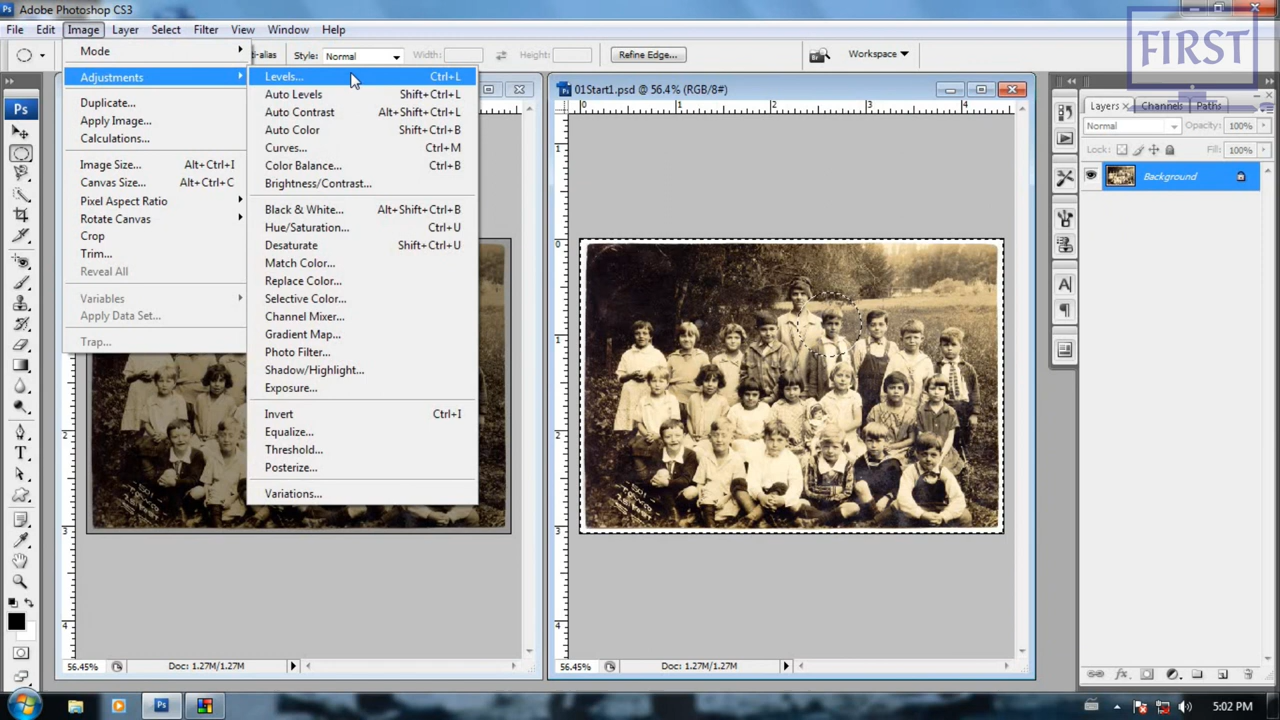 Adobe Photoshop CS3
File Edit Image Layer Select Filter View Window Help
FIRST
Style: Normal Width: Height: Refine Edge... Workspace
Mode
Adjustments
Duplicate...
Apply Image...
Calculations...
Image Size... Alt+Ctrl+I
Canvas Size... Alt+Ctrl+C
Pixel Aspect Ratio
Rotate Canvas
Crop
Trim...
Reveal All
Variables
Apply Data Set...
Trap...
Levels... Ctrl+L
Auto Levels Shift+Ctrl+L
Auto Contrast Alt+Shift+Ctrl+L
Auto Color Shift+Ctrl+B
Curves... Ctrl+M
Color Balance... Ctrl+B
Brightness/Contrast...
Black & White... Alt+Shift+Ctrl+B
Hue/Saturation... Ctrl+U
Desaturate Shift+Ctrl+U
Match Color...
Replace Color...
Selective Color...
Channel Mixer...
Gradient Map...
Photo Filter...
Shadow/Highlight...
Exposure...
Invert Ctrl+I
Equalize...
Threshold...
Posterize...
Variations...
01Start1.psd @ 56.4% (RGB/8#)
0 1 2 3 4
Layers Channels Paths
Normal Opacity: 100%
Lock: Fill: 100%
Background
56.45% Doc: 1.27M/1.27M
56.45% Doc: 1.27M/1.27M
5:02 PM